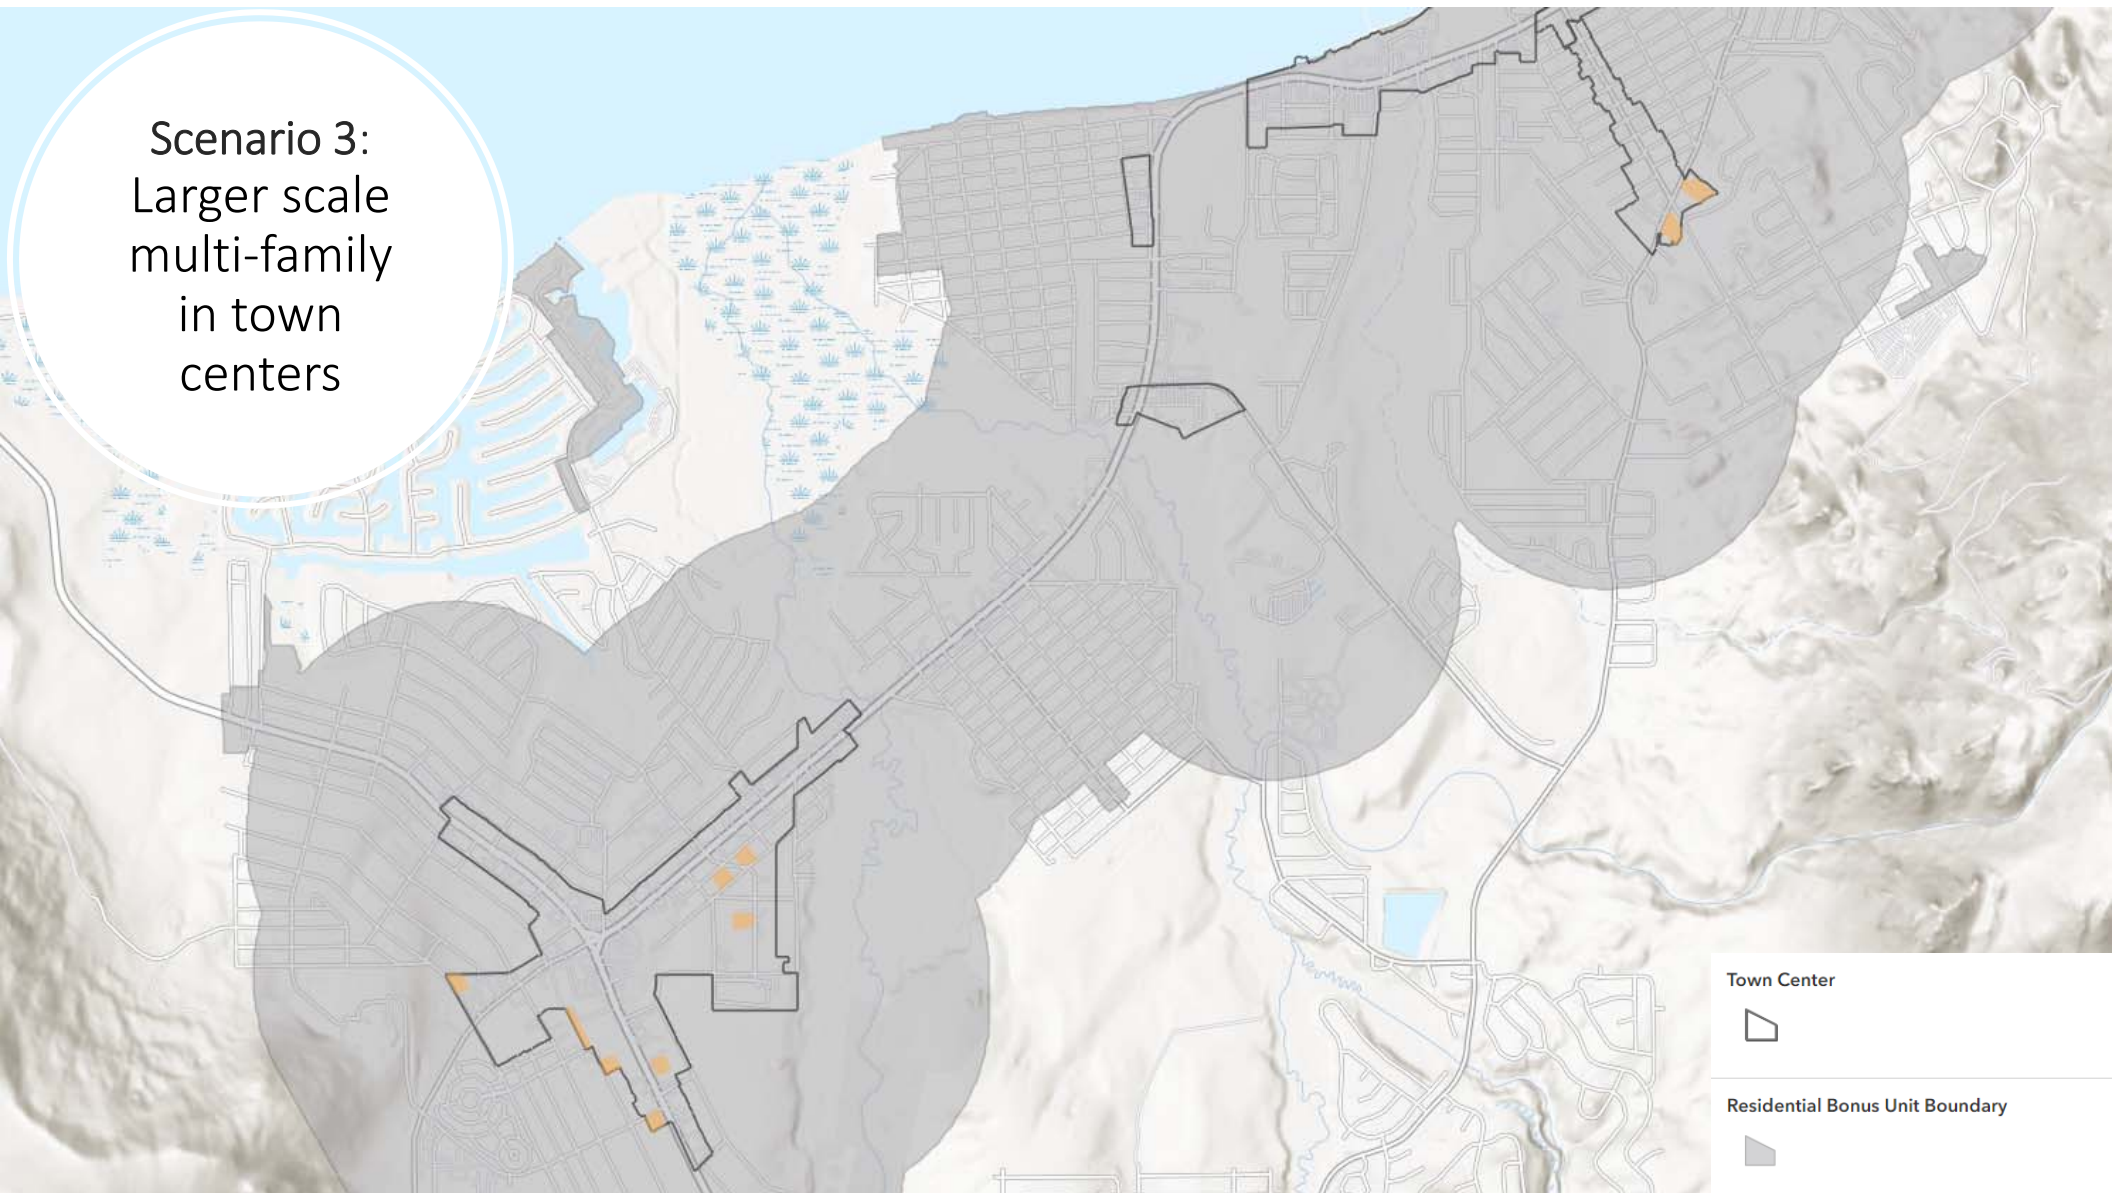 Scenario 3:
Larger scale
multi-family
in town
centers
Town Center
Residential Bonus Unit Boundary